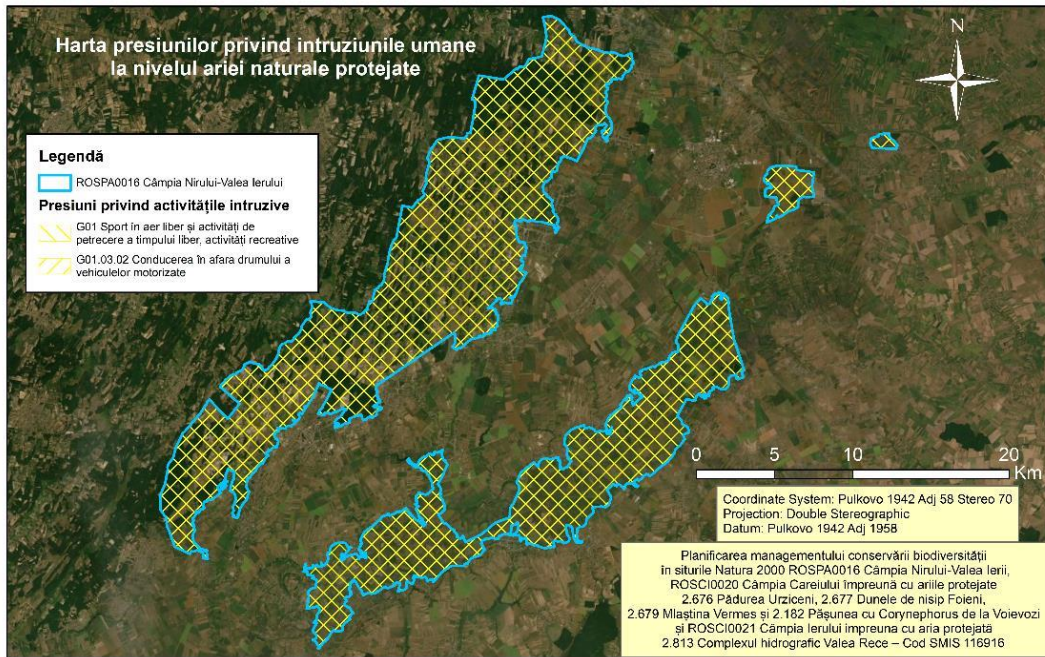 Harta presiunilor privind intruziunile umane
la nivelul ariei naturale protejate
N
Legendă
ROSPA0016 Câmpia Nirului-Valea Ierului
Presiuni privind activitățile intruzive
G01 Sport în aer liber și activități de
petrecere a timpului liber, activități recreative
G01.03.02 Conducerea în afara drumului a
vehiculelor motorizate
0 5 10 20
Km
Coordinate System: Pulkovo 1942 Adj 58 Stereo 70
Projection: Double Stereographic
Datum: Pulkovo 1942 Adj 1958
Planificarea managementului conservării biodiversității
în siturile Natura 2000 ROSPA0016 Câmpia Nirului-Valea Ierii,
ROSCI0020 Câmpia Careiului împreună cu ariile protejate
2.676 Pădurea Urziceni, 2.677 Dunele de nisip Foieni,
2.679 Mlaștina Vermes și 2.182 Pășunea cu Corynephorus de la Voievozi
și ROSCI0021 Câmpia Ierului impreuna cu aria protejată
2.813 Complexul hidrografic Valea Rece – Cod SMIS 116916